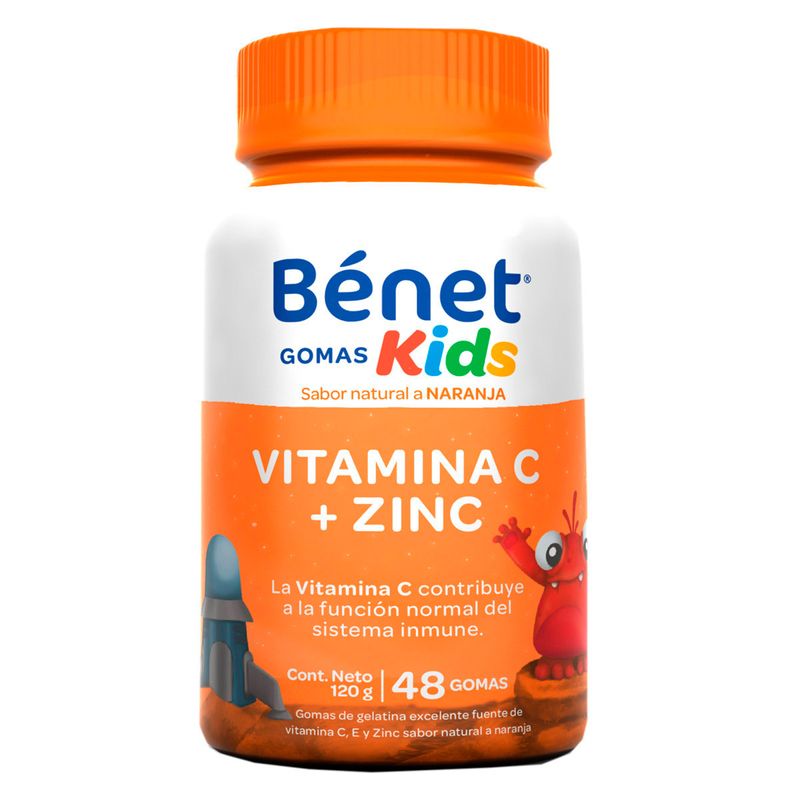 Bénet®
GOMAS Kids
Sabor natural a NARANJA
VITAMINA C
+ ZINC
La Vitamina C contribuye
a la función normal del
sistema inmune.
Cont. Neto
120 g
48 GOMAS
Gomas de gelatina excelente fuente de
vitamina C, E y Zinc sabor natural a naranja